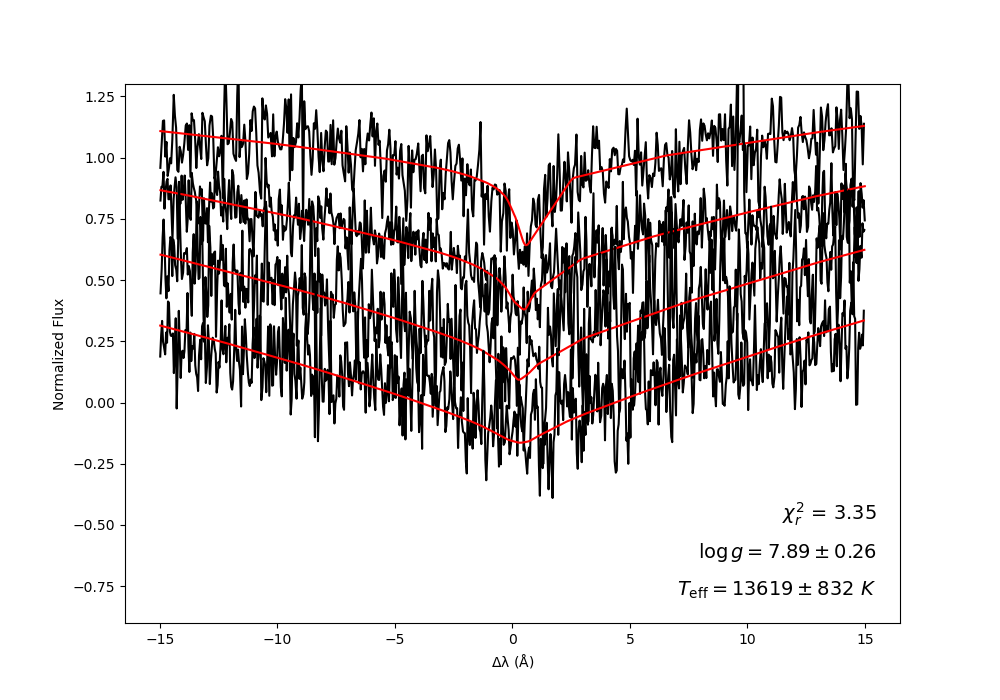 1.25
1.00
0.75
0.50
0.25
0.00
−0.25
−0.50
−0.75
Normalized Flux
χ²ᵣ = 3.35
log g = 7.89 ± 0.26
T_eff = 13619 ± 832 K
−15 −10 −5 0 5 10 15
Δλ (Å)